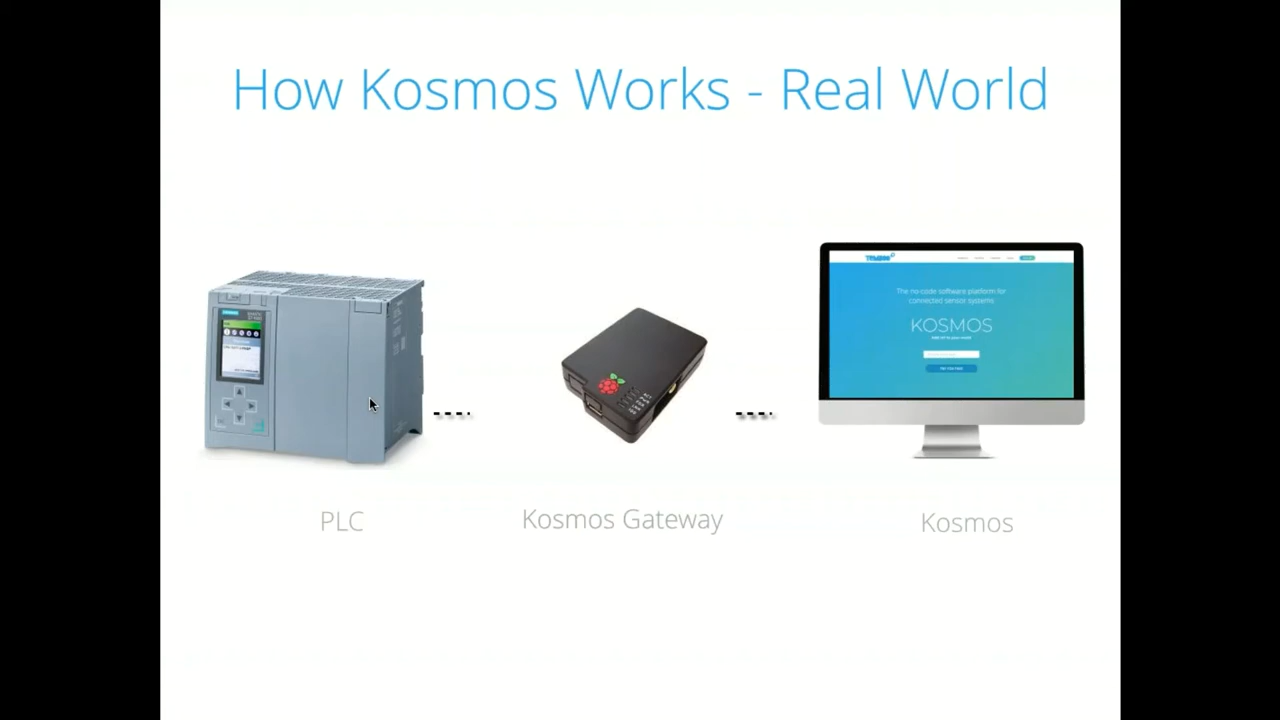 How Kosmos Works - Real World
The no code software platform for
connected sensor systems
KOSMOS
PLC
Kosmos Gateway
Kosmos